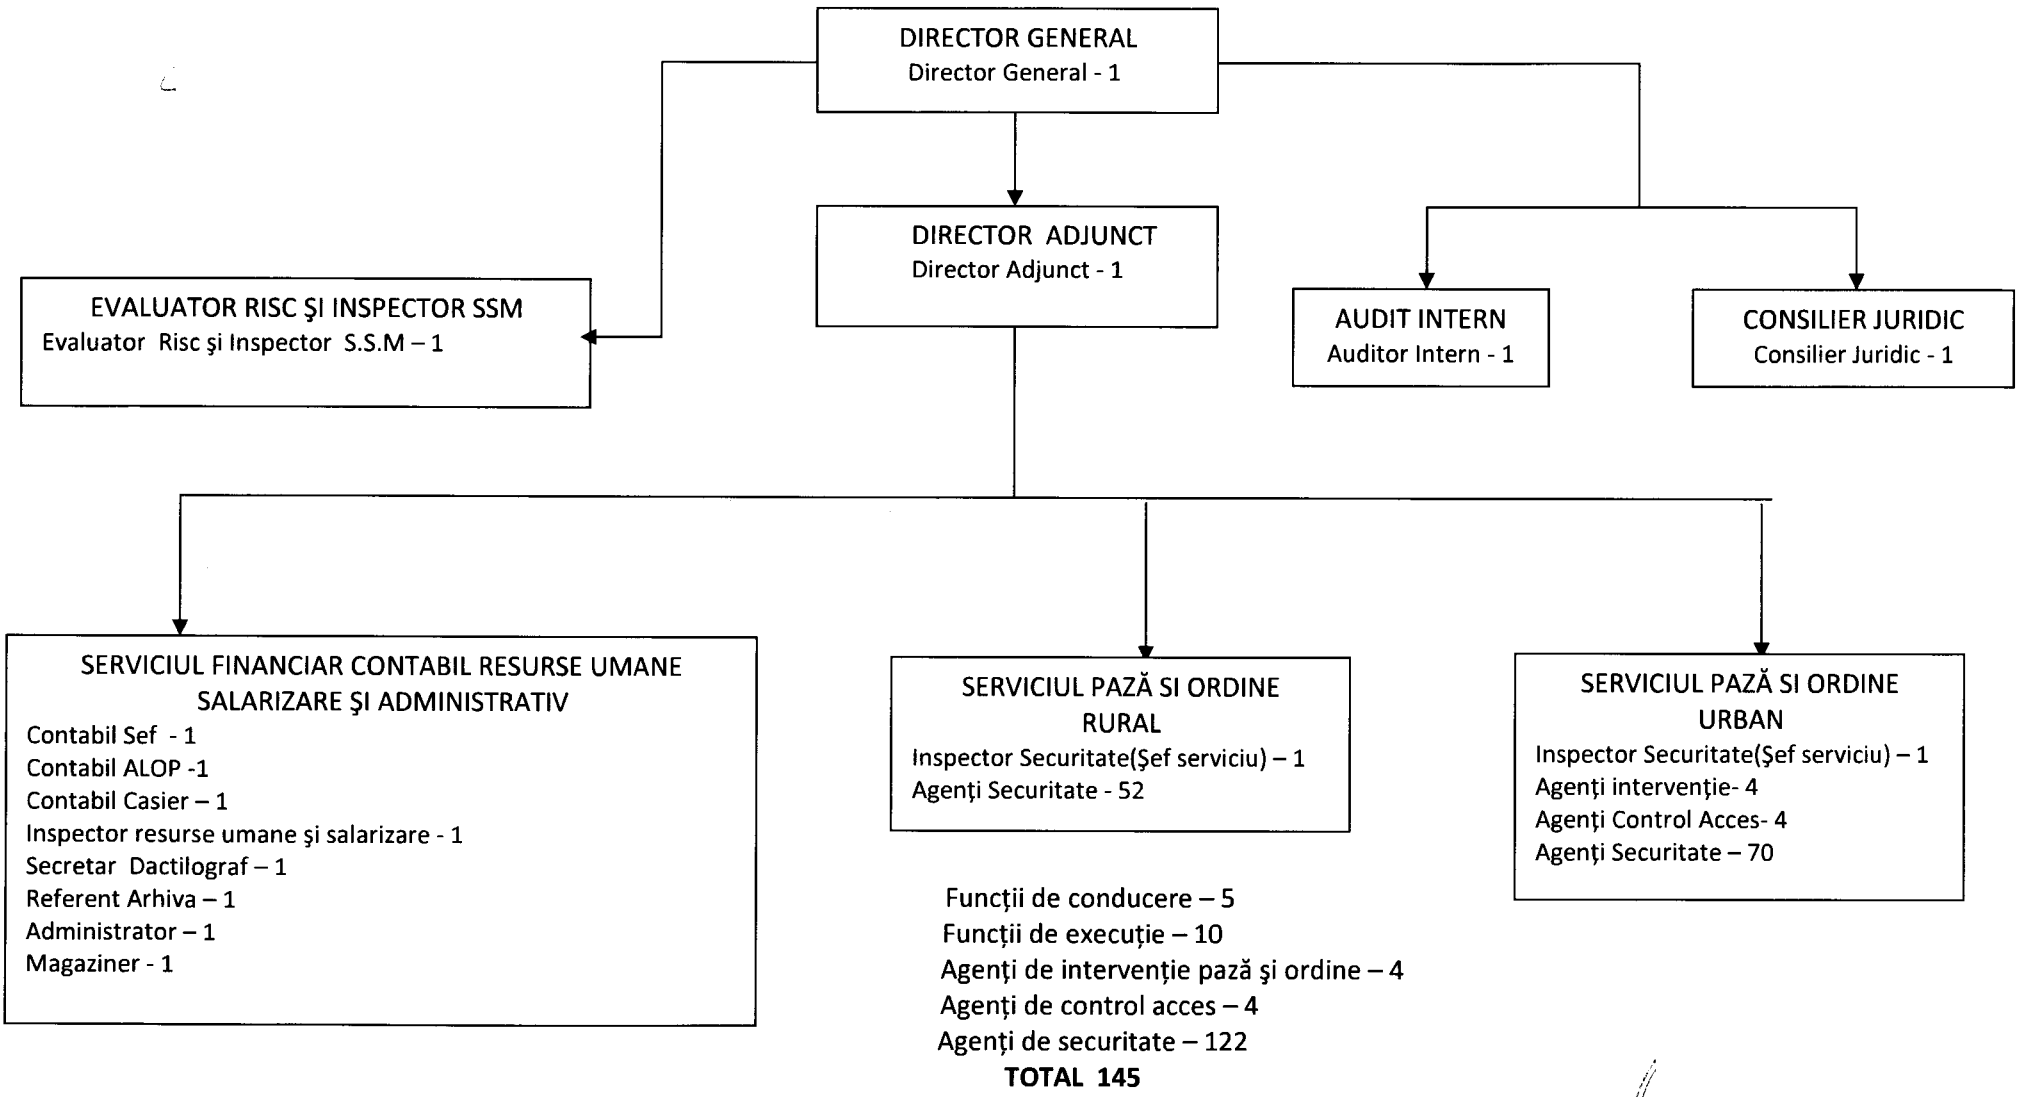 DIRECTOR GENERAL
Director General - 1
DIRECTOR  ADJUNCT
Director Adjunct - 1
EVALUATOR RISC ŞI INSPECTOR SSM
Evaluator  Risc şi Inspector  S.S.M – 1
AUDIT INTERN
Auditor Intern - 1
CONSILIER JURIDIC
Consilier Juridic - 1
SERVICIUL FINANCIAR CONTABIL RESURSE UMANE
SALARIZARE ŞI ADMINISTRATIV
Contabil Sef  - 1
Contabil ALOP -1
Contabil Casier – 1
Inspector resurse umane şi salarizare - 1
Secretar  Dactilograf – 1
Referent Arhiva – 1
Administrator – 1
Magaziner - 1
SERVICIUL PAZĂ SI ORDINE
RURAL
Inspector Securitate(Şef serviciu) – 1
Agenţi Securitate - 52
SERVICIUL PAZĂ SI ORDINE
URBAN
Inspector Securitate(Şef serviciu) – 1
Agenţi intervenţie- 4
Agenţi Control Acces- 4
Agenţi Securitate – 70
Funcţii de conducere – 5
Funcţii de execuţie – 10
Agenţi de intervenţie pază şi ordine – 4
Agenţi de control acces – 4
Agenţi de securitate – 122
TOTAL  145